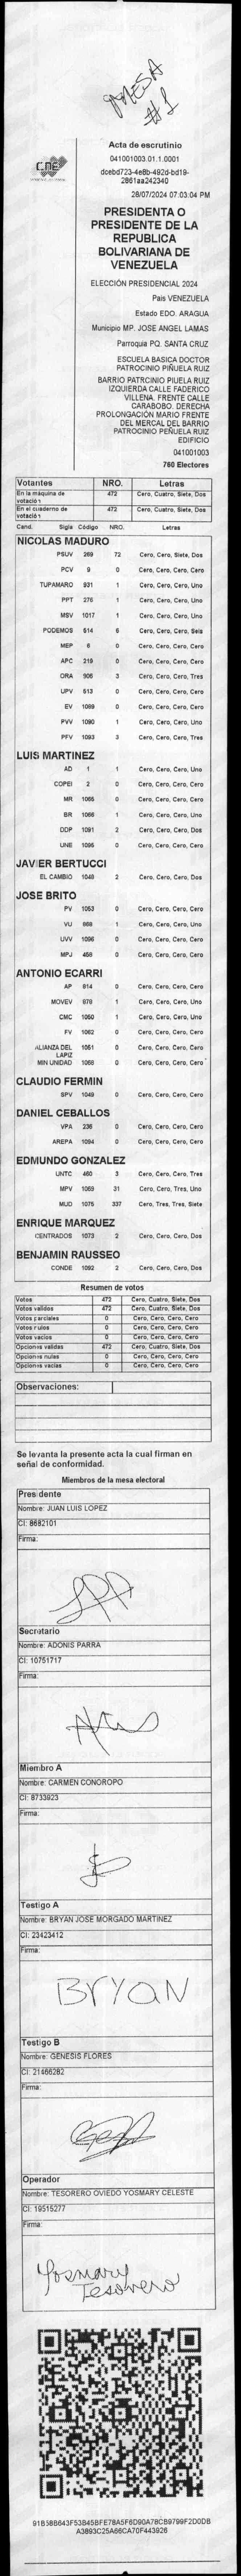 MESA
#1
CNE
Acta de escrutinio
041001003.01.1.0001
dcebd723-4e8b-492d-bd19-
2861aa242340
28/07/2024 07:03:04 PM
PRESIDENTA O
PRESIDENTE DE LA
REPUBLICA
BOLIVARIANA DE
VENEZUELA
ELECCIÓN PRESIDENCIAL 2024
Pais VENEZUELA
Estado EDO. ARAGUA
Municipio MP. JOSE ANGEL LAMAS
Parroquia PQ. SANTA CRUZ
ESCUELA BASICA DOCTOR
PATROCINIO PIÑUELA RUIZ
BARRIO PATRCINIO PIUELA RUIZ
IZQUIERDA CALLE FADERICO
VILLENA. FRENTE CALLE
CARABOBO. DERECHA
PROLONGACIÓN MARIO FRENTE
DEL MERCAL DEL BARRIO
PATROCINIO PEÑUELA RUIZ
EDIFICIO
041001003
760 Electores
Votantes NRO. Letras
En la máquina de votación 472 Cero, Cuatro, Siete, Dos
En el cuaderno de votación 472 Cero, Cuatro, Siete, Dos
Cand. Sigla Código NRO. Letras
NICOLAS MADURO
PSUV 269 72 Cero, Cero, Siete, Dos
PCV 9 0 Cero, Cero, Cero, Cero
TUPAMARO 931 1 Cero, Cero, Cero, Uno
PPT 276 1 Cero, Cero, Cero, Uno
MSV 1017 1 Cero, Cero, Cero, Uno
PODEMOS 514 6 Cero, Cero, Cero, Seis
MEP 6 0 Cero, Cero, Cero, Cero
APC 219 0 Cero, Cero, Cero, Cero
ORA 906 3 Cero, Cero, Cero, Tres
UPV 513 0 Cero, Cero, Cero, Cero
EV 1089 0 Cero, Cero, Cero, Cero
PVV 1090 1 Cero, Cero, Cero, Uno
PFV 1093 3 Cero, Cero, Cero, Tres
LUIS MARTINEZ
AD 1 1 Cero, Cero, Cero, Uno
COPEI 2 0 Cero, Cero, Cero, Cero
MR 1065 0 Cero, Cero, Cero, Cero
BR 1066 1 Cero, Cero, Cero, Uno
DDP 1091 2 Cero, Cero, Cero, Dos
UNE 1095 0 Cero, Cero, Cero, Cero
JAVIER BERTUCCI
EL CAMBIO 1048 2 Cero, Cero, Cero, Dos
JOSE BRITO
PV 1053 0 Cero, Cero, Cero, Cero
VU 868 1 Cero, Cero, Cero, Uno
UVV 1096 0 Cero, Cero, Cero, Cero
MPJ 458 0 Cero, Cero, Cero, Cero
ANTONIO ECARRI
AP 814 0 Cero, Cero, Cero, Cero
MOVEV 979 1 Cero, Cero, Cero, Uno
CMC 1050 1 Cero, Cero, Cero, Uno
FV 1062 0 Cero, Cero, Cero, Cero
ALIANZA DEL LAPIZ 1051 0 Cero, Cero, Cero, Cero
MIN UNIDAD 1056 0 Cero, Cero, Cero, Cero
CLAUDIO FERMIN
SPV 1049 0 Cero, Cero, Cero, Cero
DANIEL CEBALLOS
VPA 236 0 Cero, Cero, Cero, Cero
AREPA 1094 0 Cero, Cero, Cero, Cero
EDMUNDO GONZALEZ
UNTC 460 3 Cero, Cero, Cero, Tres
MPV 1069 31 Cero, Cero, Tres, Uno
MUD 1075 337 Cero, Tres, Tres, Siete
ENRIQUE MARQUEZ
CENTRADOS 1073 2 Cero, Cero, Cero, Dos
BENJAMIN RAUSSEO
CONDE 1092 2 Cero, Cero, Cero, Dos
Resumen de votos
Votos 472 Cero, Cuatro, Siete, Dos
Votos validos 472 Cero, Cuatro, Siete, Dos
Votos parciales 0 Cero, Cero, Cero, Cero
Votos nulos 0 Cero, Cero, Cero, Cero
Votos vacios 0 Cero, Cero, Cero, Cero
Opciones validas 472 Cero, Cuatro, Siete, Dos
Opciones nulas 0 Cero, Cero, Cero, Cero
Opciones vacias 0 Cero, Cero, Cero, Cero
Observaciones:
Se levanta la presente acta la cual firman en
señal de conformidad.
Miembros de la mesa electoral
Presidente
Nombre: JUAN LUIS LOPEZ
CI: 8682101
Firma:
Secretario
Nombre: ADONIS PARRA
CI: 10751717
Firma:
Miembro A
Nombre: CARMEN CONOROPO
CI: 8733923
Firma:
Testigo A
Nombre: BRYAN JOSE MORGADO MARTINEZ
CI: 23423412
Firma:
BryaN
Testigo B
Nombre: GENESIS FLORES
CI: 21466282
Firma:
Operador
Nombre: TESORERO OVIEDO YOSMARY CELESTE
CI: 19515277
Firma:
Yosmary
Tesorero
91B38B643F53B45BFE78A5F6D90A78CB9799F2D0DB
A3893C25A66CA70F443926